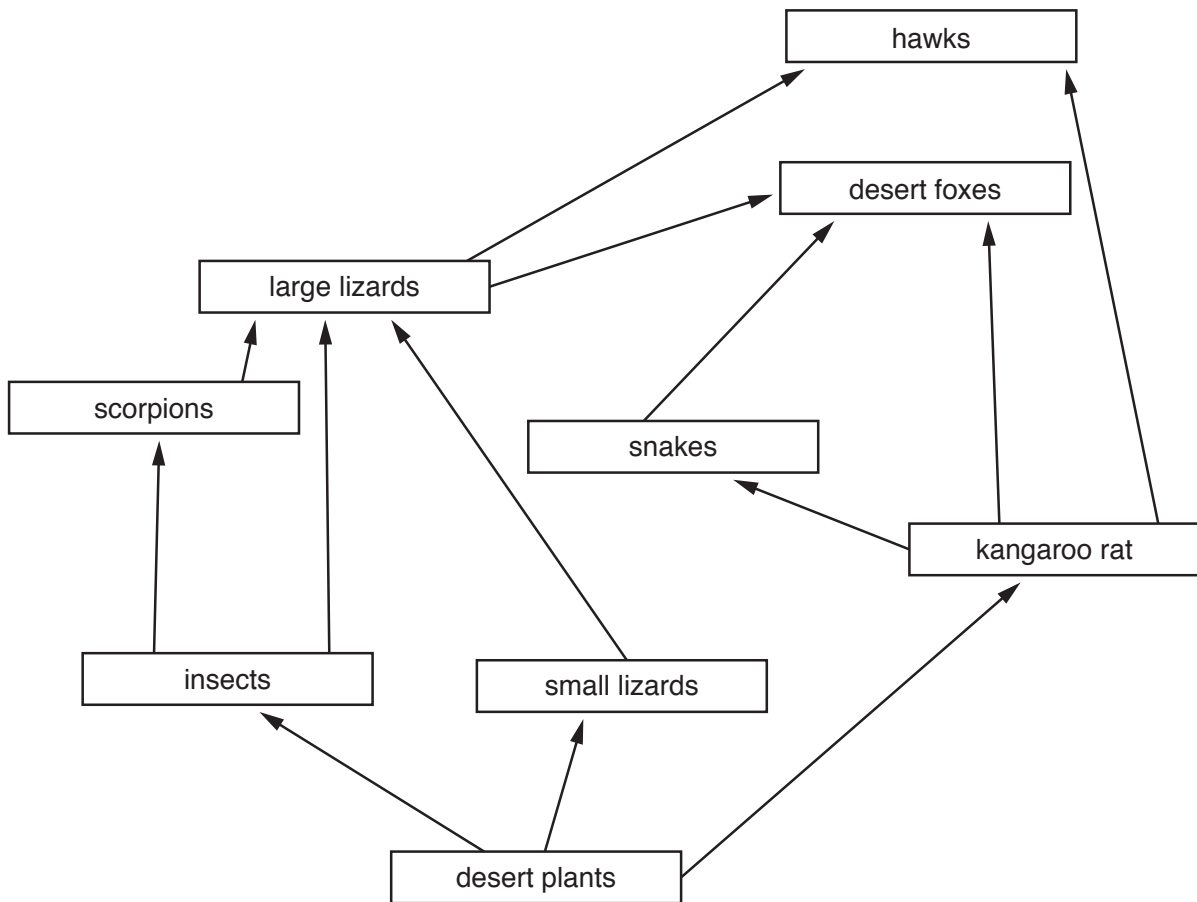 hawks
desert foxes
large lizards
scorpions
snakes
kangaroo rat
insects
small lizards
desert plants